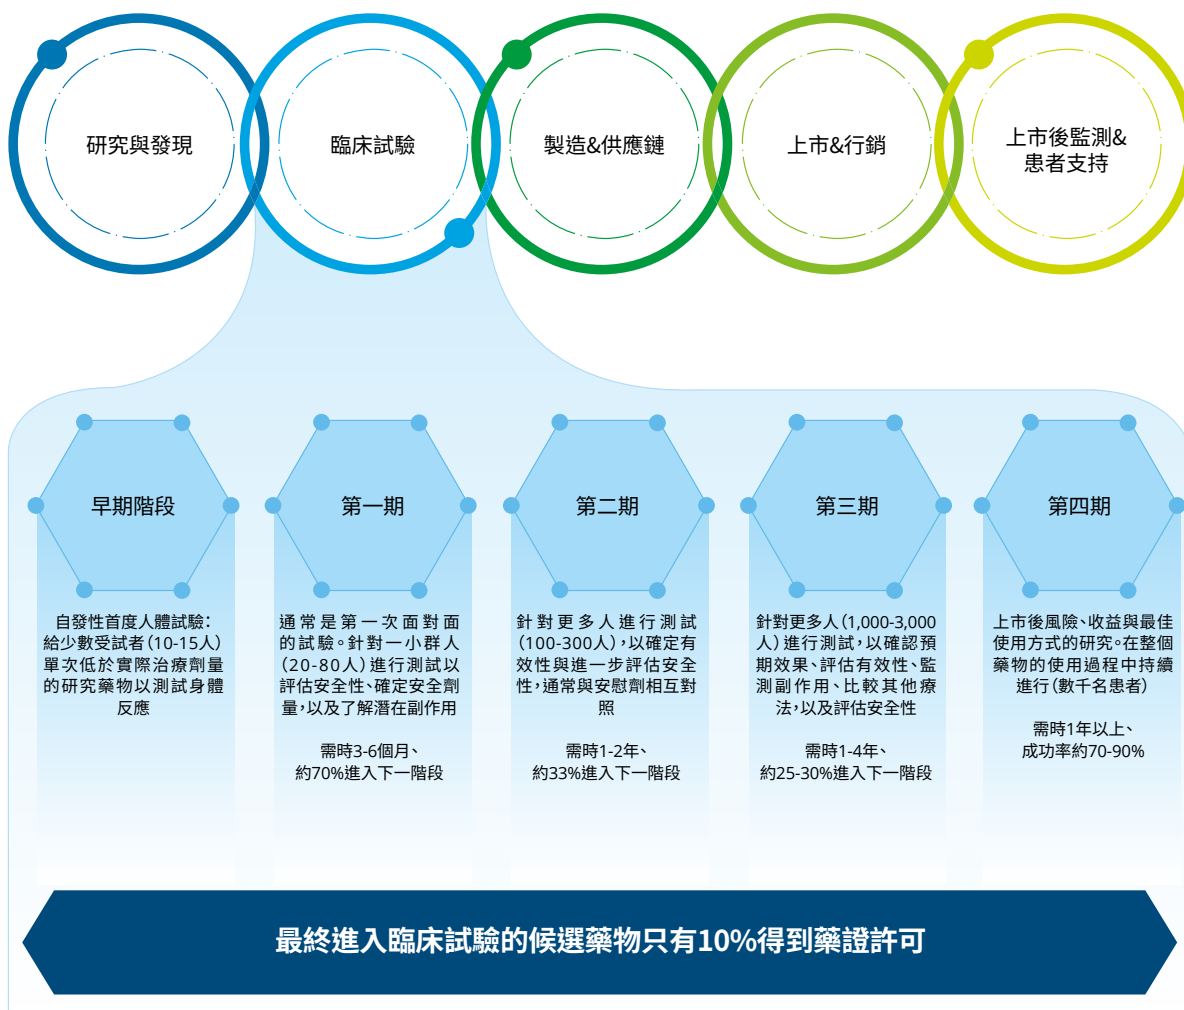 研究與發現
臨床試驗
製造&供應鏈
上市&行銷
上市後監測&
患者支持
早期階段
第一期
第二期
第三期
第四期
自發性首度人體試驗：
給少數受試者（10-15人）
單次低於實際治療劑量
的研究藥物以測試身體
反應
通常是第一次面對面
的試驗。針對一小群人
（20-80人）進行測試以
評估安全性、確定安全劑
量，以及了解潛在副作用
需時3-6個月、
約70%進入下一階段
針對更多人進行測試
（100-300人），以確定有
效性與進一步評估安全
性，通常與安慰劑相互對
照
需時1-2年、
約33%進入下一階段
針對更多人（1,000-3,000
人）進行測試，以確認預
期效果、評估有效性、監
測副作用、比較其他療
法，以及評估安全性
需時1-4年、
約25-30%進入下一階段
上市後風險、收益與最佳
使用方式的研究。在整個
藥物的使用過程中持續
進行（數千名患者）
需時1年以上、
成功率約70-90%
最終進入臨床試驗的候選藥物只有10%得到藥證許可